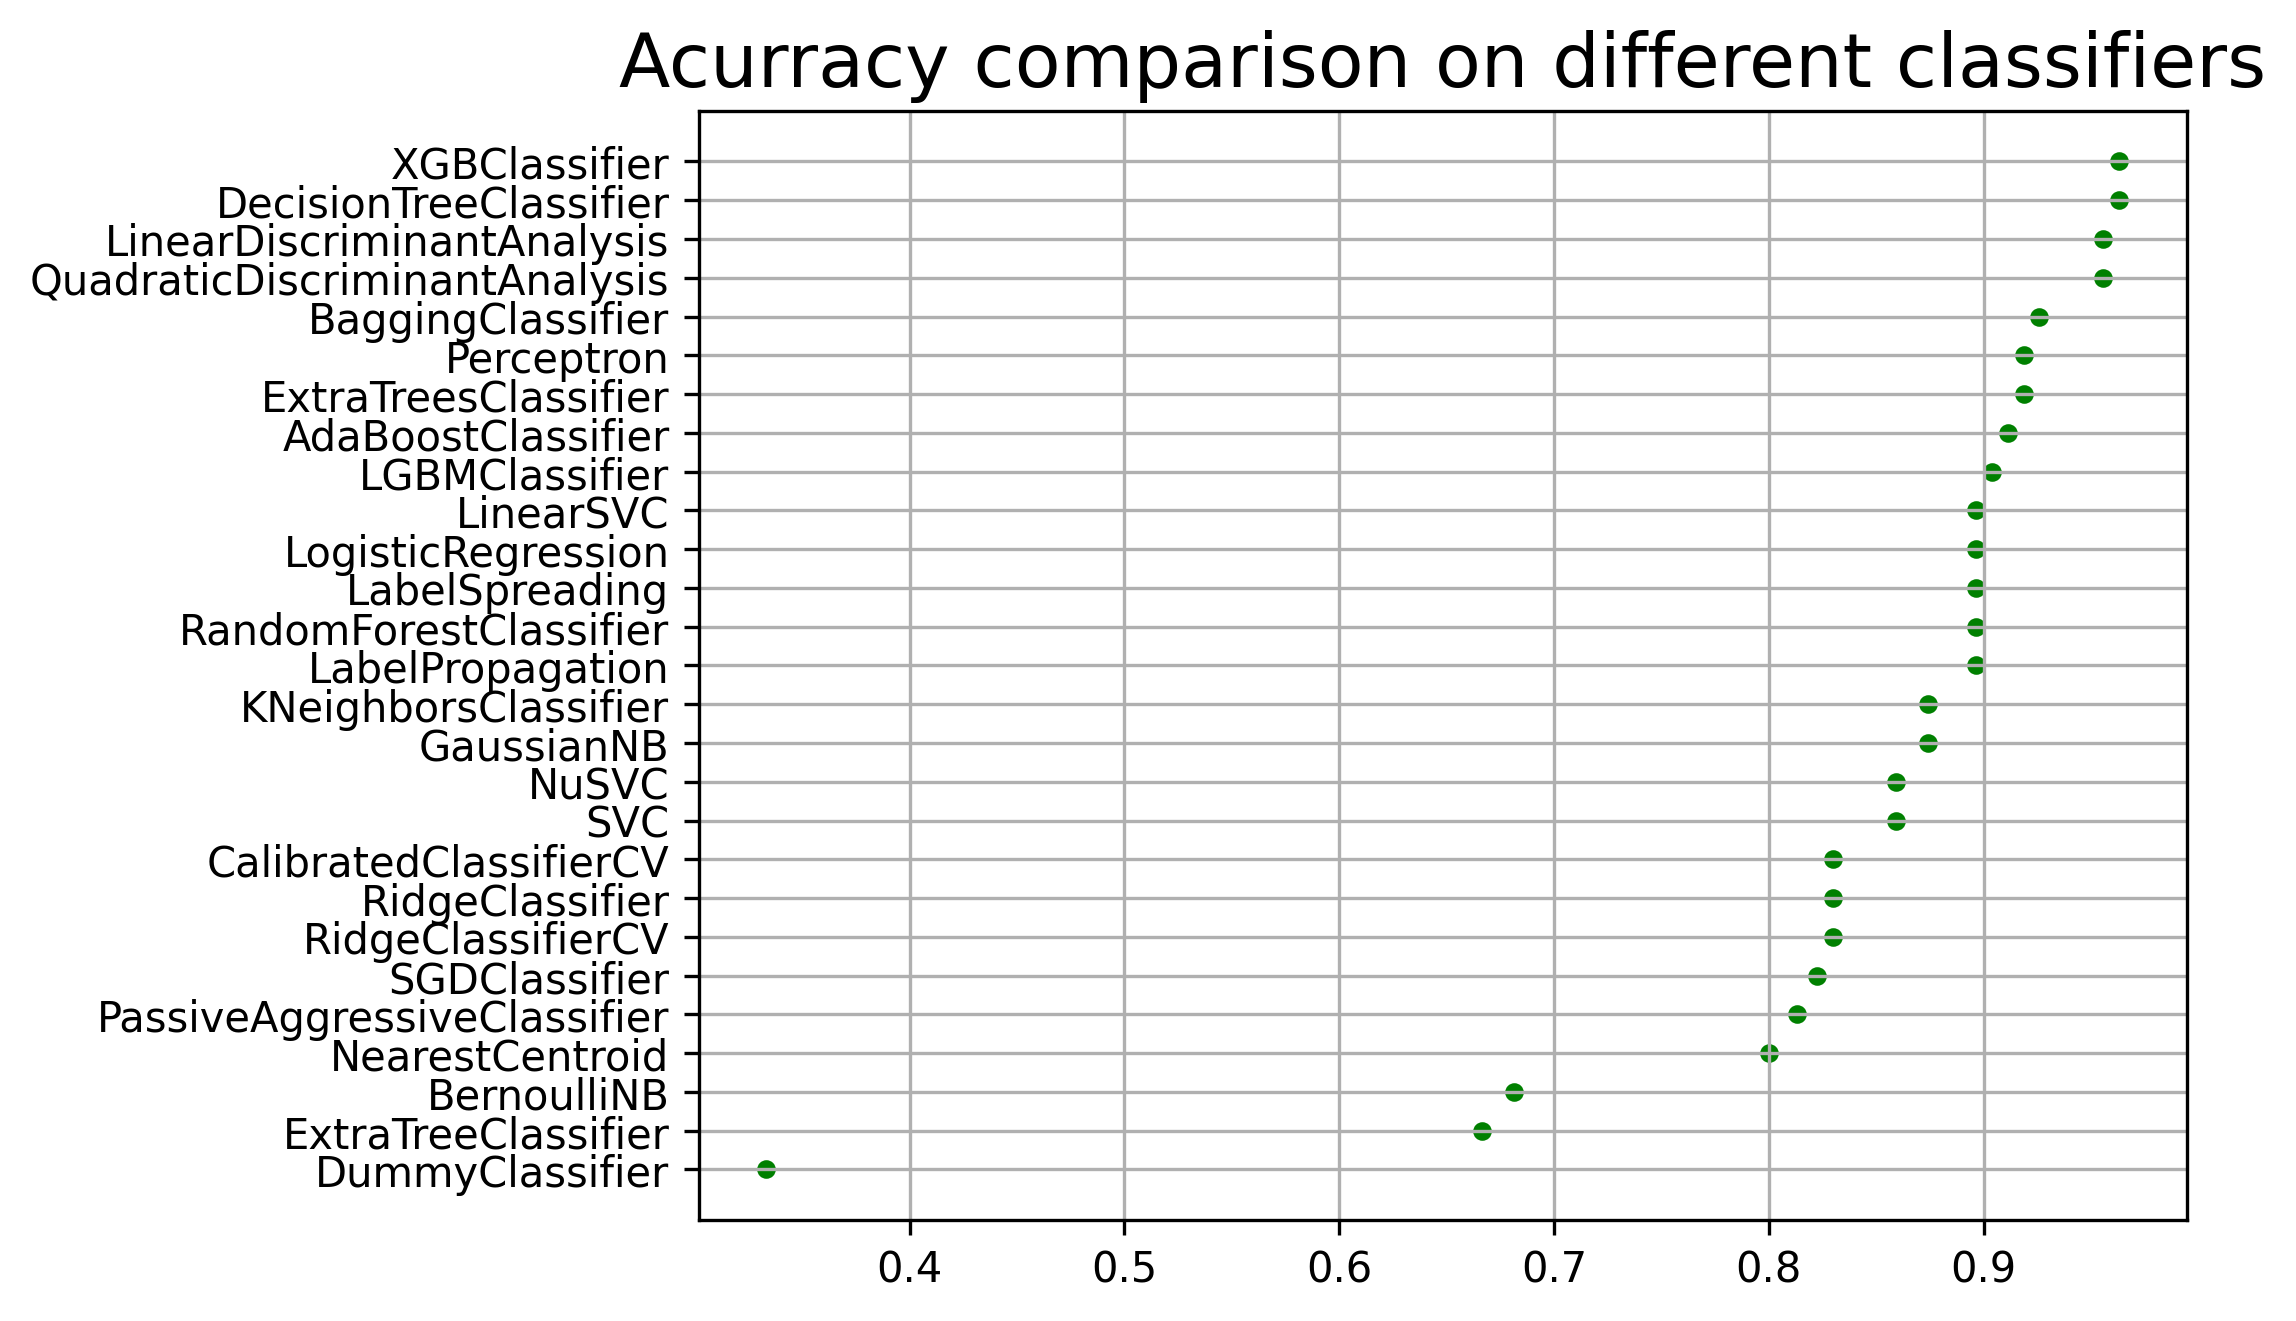 Acurracy comparison on different classifiers
XGBClassifier
DecisionTreeClassifier
LinearDiscriminantAnalysis
QuadraticDiscriminantAnalysis
BaggingClassifier
Perceptron
ExtraTreesClassifier
AdaBoostClassifier
LGBMClassifier
LinearSVC
LogisticRegression
LabelSpreading
RandomForestClassifier
LabelPropagation
KNeighborsClassifier
GaussianNB
NuSVC
SVC
CalibratedClassifierCV
RidgeClassifier
RidgeClassifierCV
SGDClassifier
PassiveAggressiveClassifier
NearestCentroid
BernoulliNB
ExtraTreeClassifier
DummyClassifier
0.4 0.5 0.6 0.7 0.8 0.9